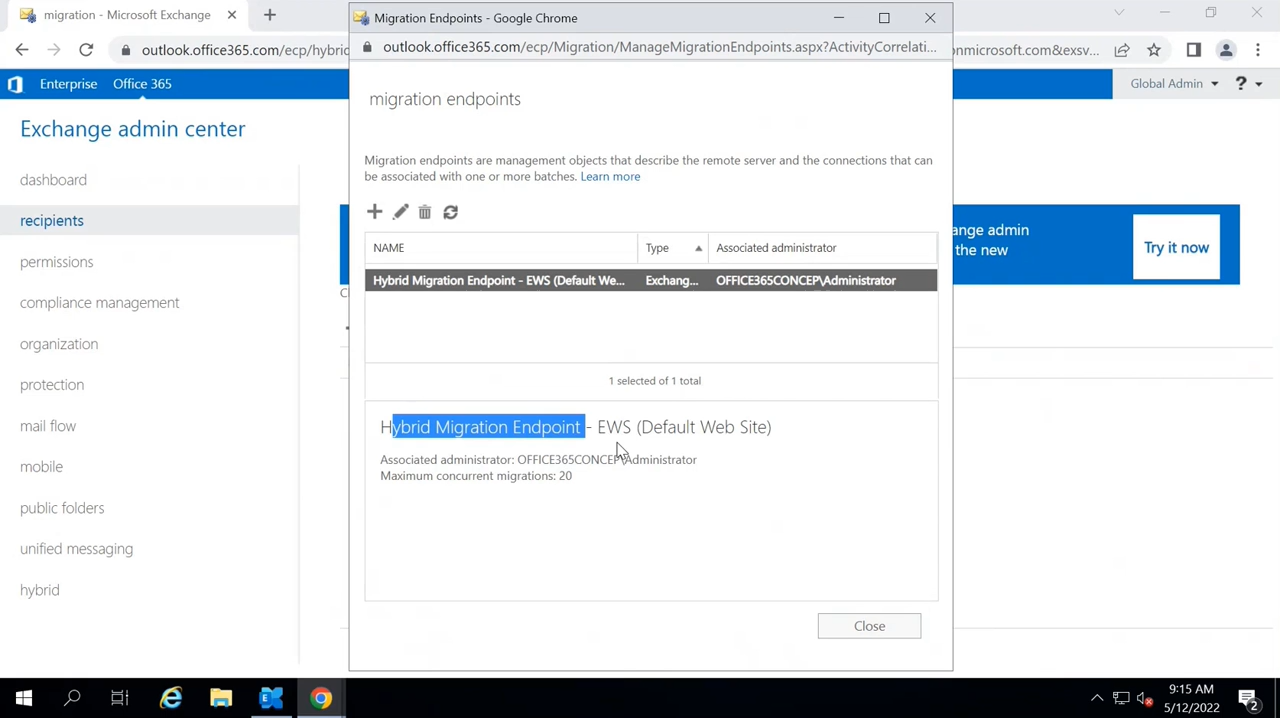 migration - Microsoft Exchange
Migration Endpoints - Google Chrome
outlook.office365.com/ecp/hybrid
outlook.office365.com/ecp/Migration/ManageMigrationEndpoints.aspx?ActivityCorrelati...
onmicrosoft.com&exsv...
Enterprise Office 365
Global Admin ?
Exchange admin center
dashboard
recipients
permissions
compliance management
organization
protection
mail flow
mobile
public folders
unified messaging
hybrid
migration endpoints
Migration endpoints are management objects that describe the remote server and the connections that can
be associated with one or more batches. Learn more
NAME Type Associated administrator
Hybrid Migration Endpoint - EWS (Default We... Exchang... OFFICE365CONCEP\Administrator
1 selected of 1 total
Hybrid Migration Endpoint - EWS (Default Web Site)
Associated administrator: OFFICE365CONCEP\Administrator
Maximum concurrent migrations: 20
Close
ange admin
the new
Try it now
9:15 AM
5/12/2022
2